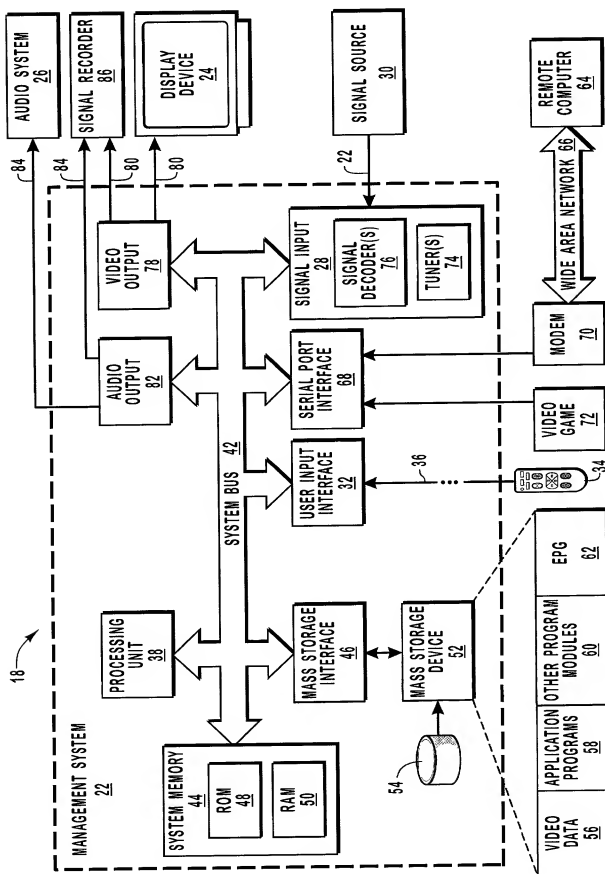 18
MANAGEMENT SYSTEM
22
SYSTEM MEMORY
44
ROM
48
RAM
50
PROCESSING
UNIT
38
SYSTEM BUS
42
MASS STORAGE
INTERFACE
46
MASS STORAGE
DEVICE
52
54
VIDEO
DATA
56
APPLICATION
PROGRAMS
58
OTHER PROGRAM
MODULES
60
EPG
62
USER INPUT
INTERFACE
32
36
34
AUDIO
OUTPUT
82
VIDEO
OUTPUT
78
SERIAL PORT
INTERFACE
68
SIGNAL INPUT
28
SIGNAL
DECODER(S)
76
TUNER(S)
74
84
84
80
80
AUDIO SYSTEM
26
SIGNAL
RECORDER
86
DISPLAY
DEVICE
24
22
SIGNAL SOURCE
30
VIDEO
GAME
72
MODEM
70
WIDE AREA NETWORK
66
REMOTE
COMPUTER
64